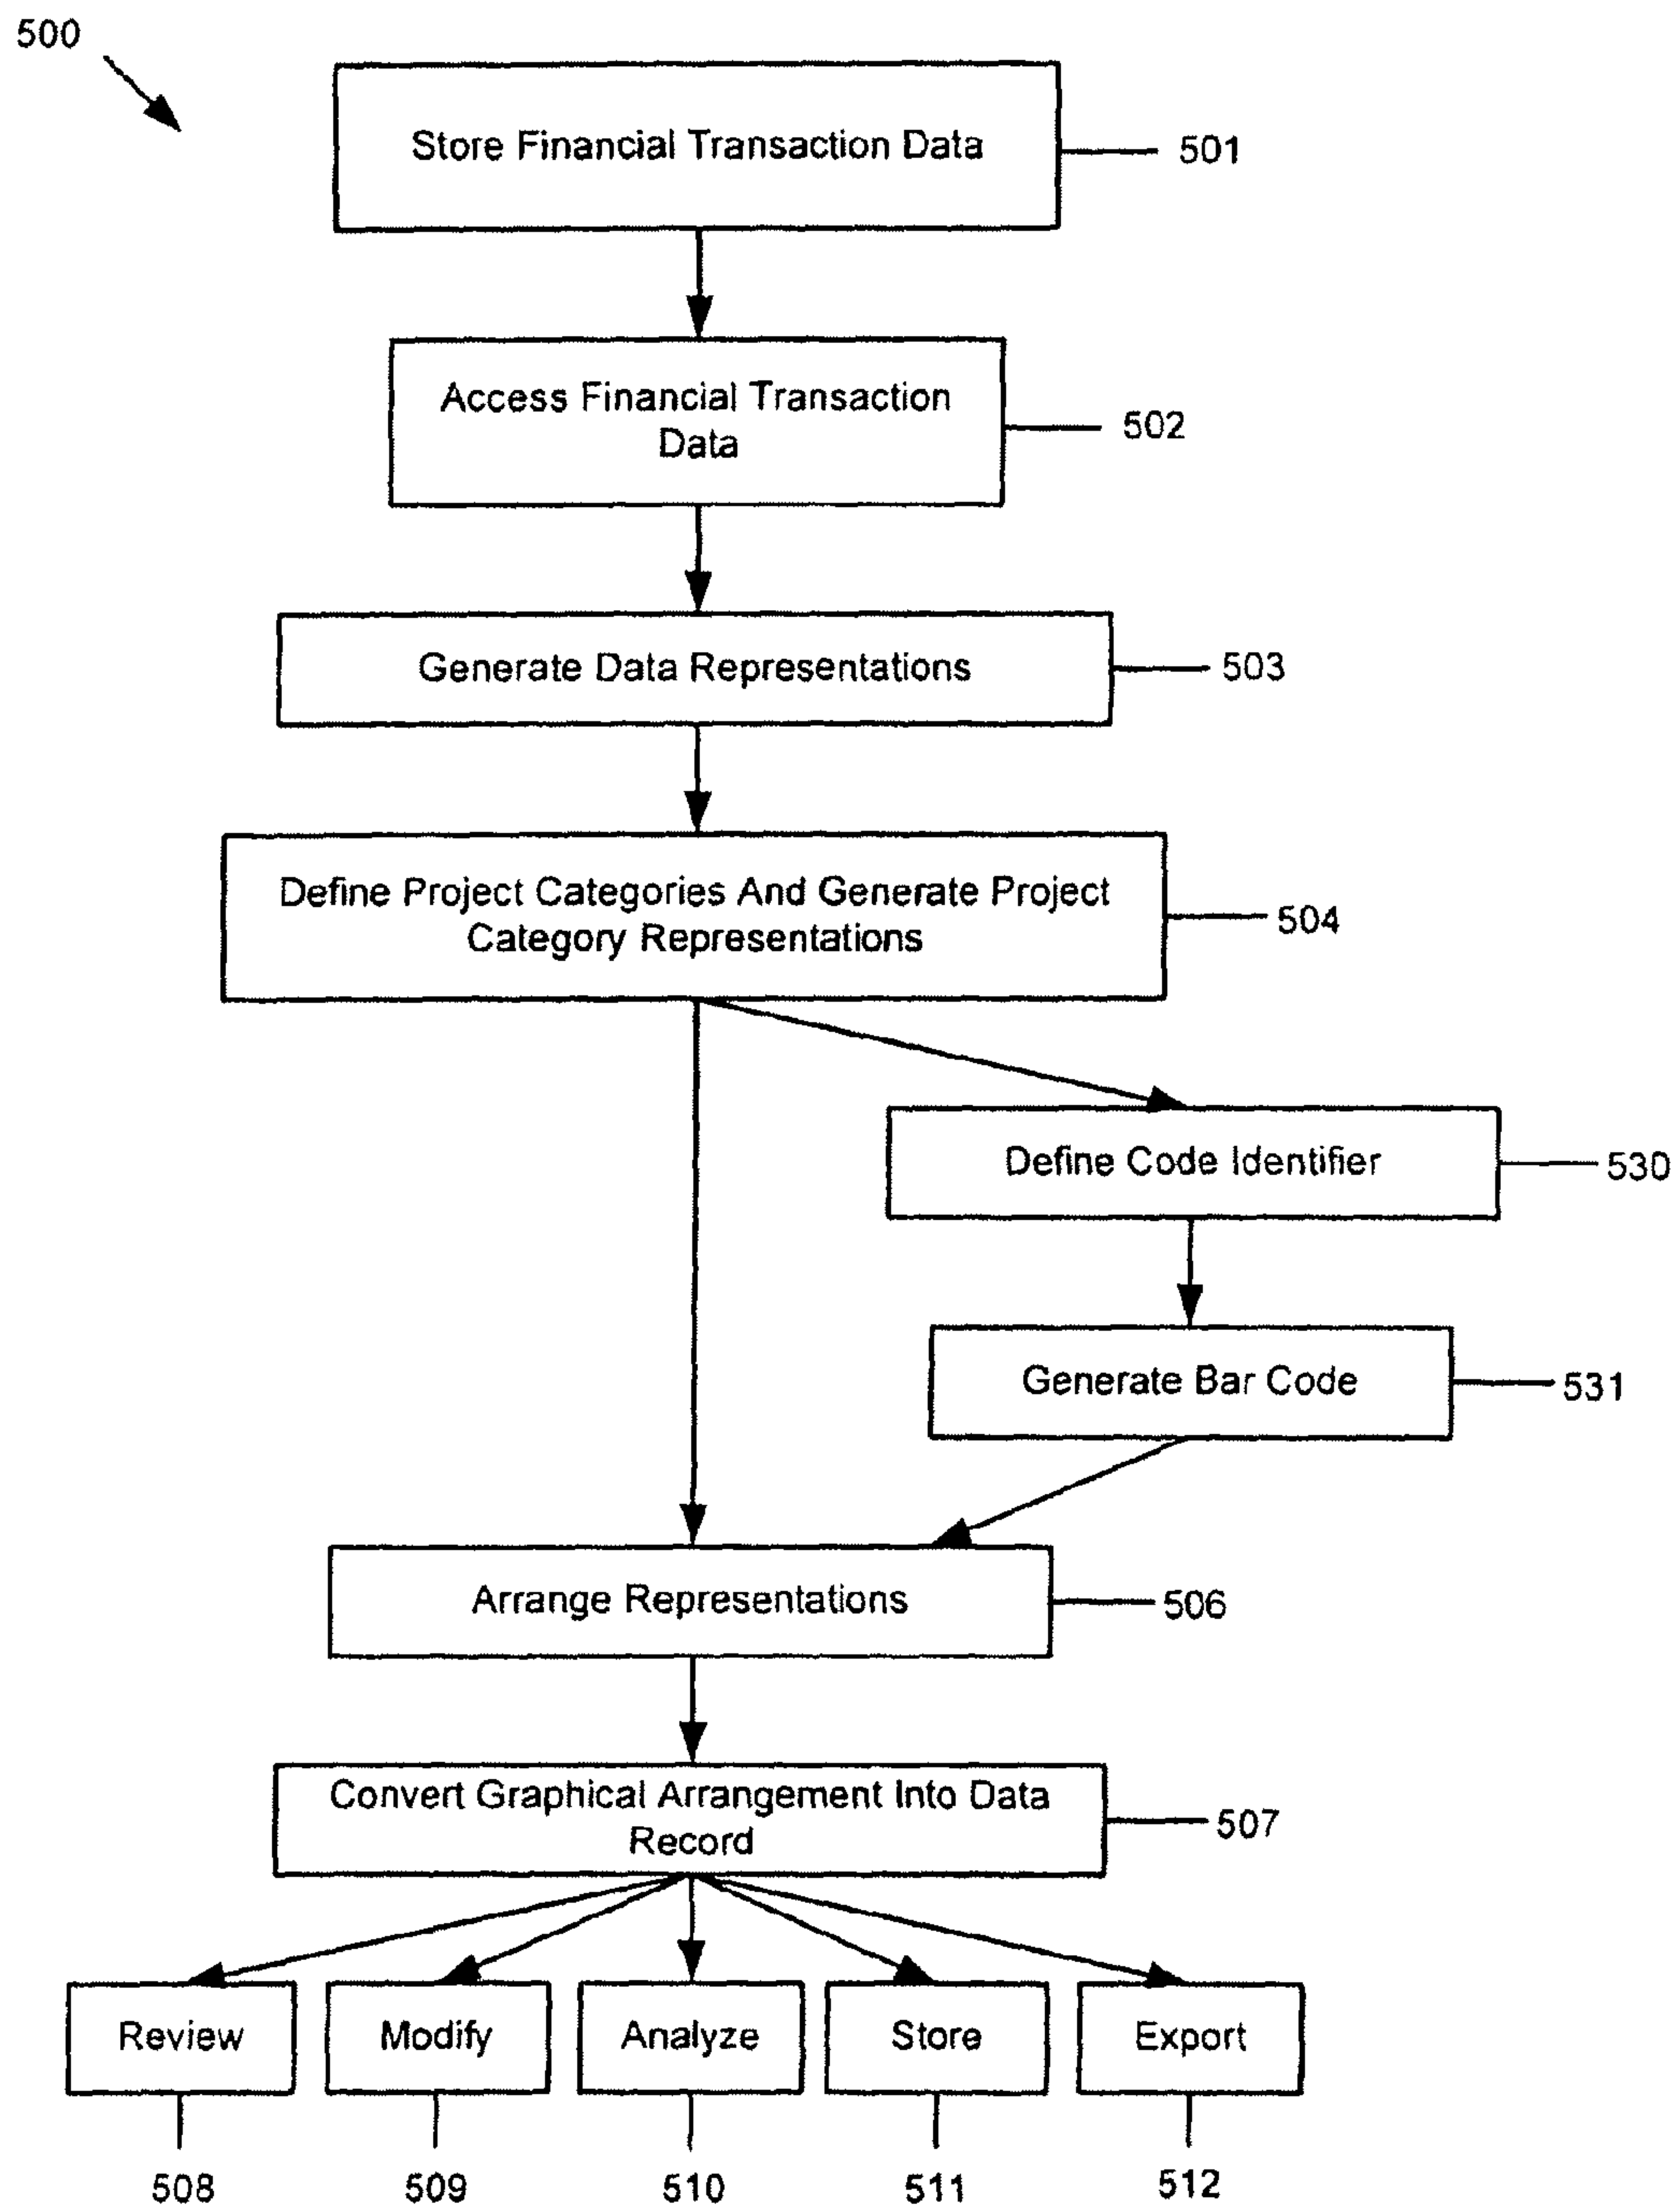 500
Store Financial Transaction Data
501
Access Financial Transaction
Data
502
Generate Data Representations
503
Define Project Categories And Generate Project
Category Representations
504
Define Code Identifier
530
Generate Bar Code
531
Arrange Representations
506
Convert Graphical Arrangement Into Data
Record
507
Review
Modify
Analyze
Store
Export
508
509
510
511
512